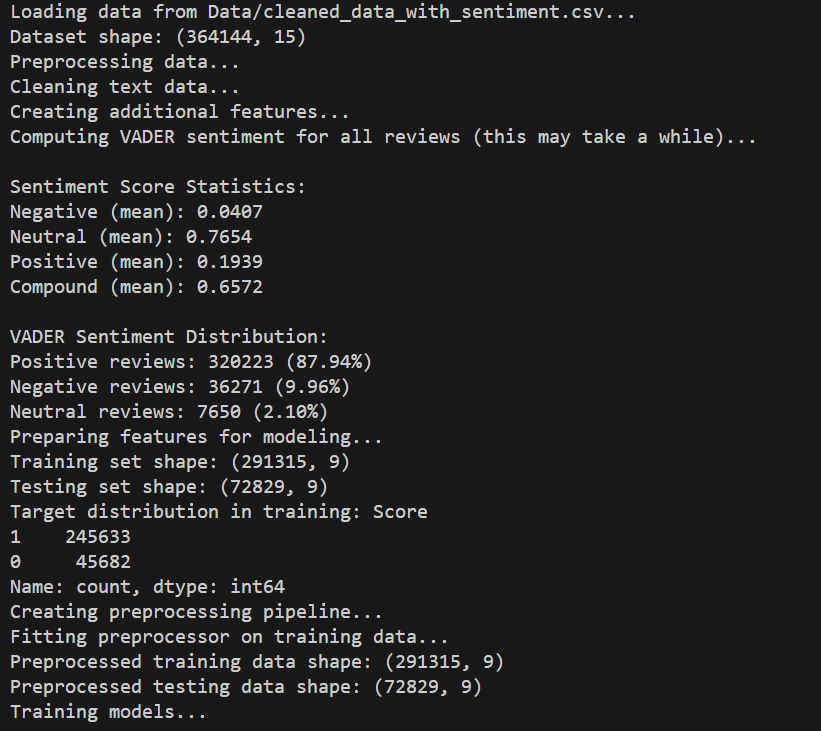 Loading data from Data/cleaned_data_with_sentiment.csv...
Dataset shape: (364144, 15)
Preprocessing data...
Cleaning text data...
Creating additional features...
Computing VADER sentiment for all reviews (this may take a while)...

Sentiment Score Statistics:
Negative (mean): 0.0407
Neutral (mean): 0.7654
Positive (mean): 0.1939
Compound (mean): 0.6572

VADER Sentiment Distribution:
Positive reviews: 320223 (87.94%)
Negative reviews: 36271 (9.96%)
Neutral reviews: 7650 (2.10%)
Preparing features for modeling...
Training set shape: (291315, 9)
Testing set shape: (72829, 9)
Target distribution in training: Score
1    245633
0     45682
Name: count, dtype: int64
Creating preprocessing pipeline...
Fitting preprocessor on training data...
Preprocessed training data shape: (291315, 9)
Preprocessed testing data shape: (72829, 9)
Training models...